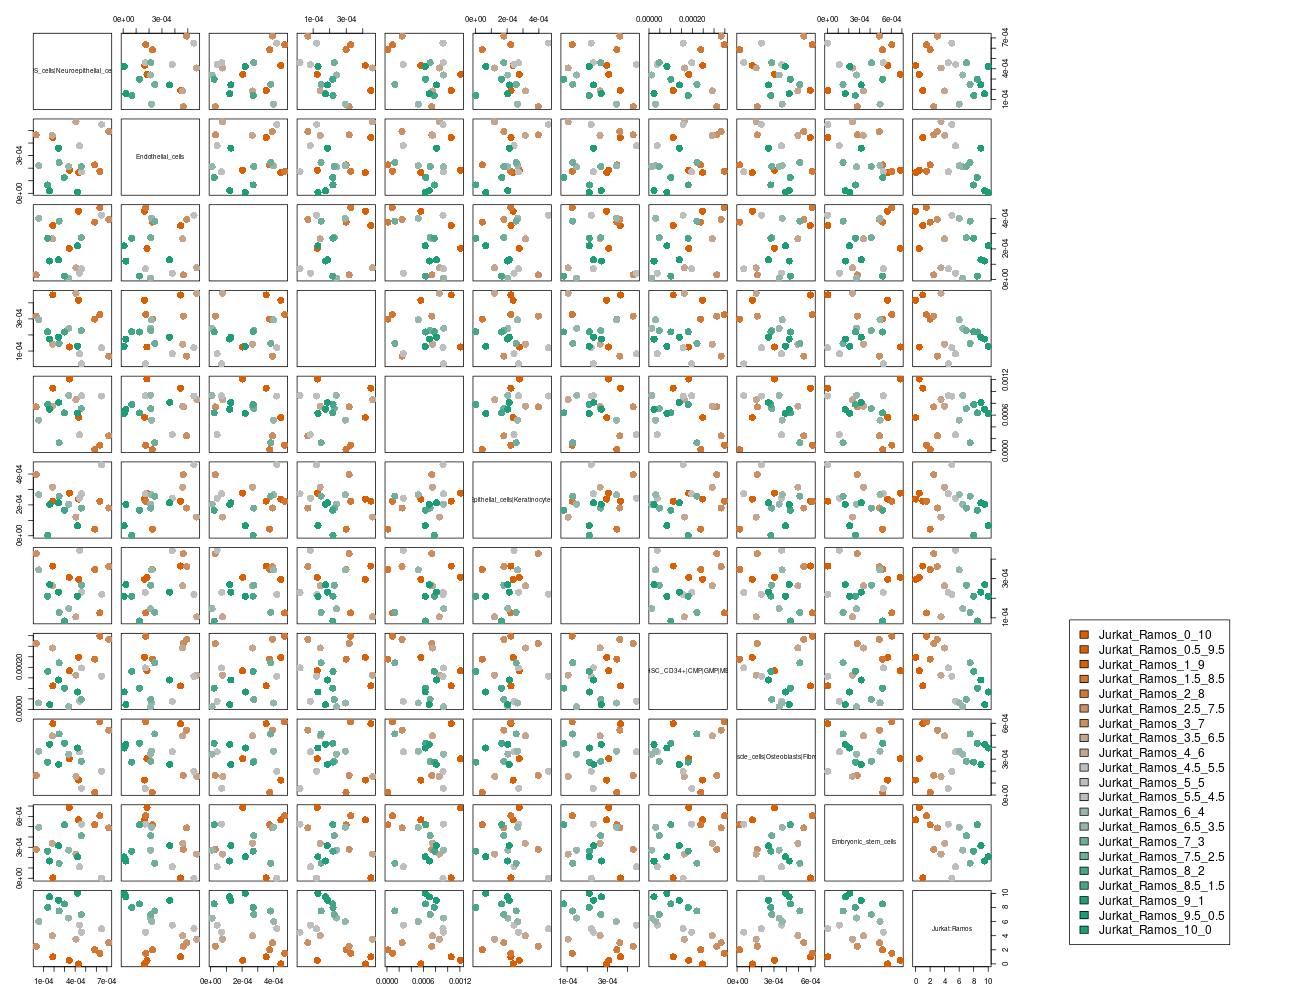 0e+00 3e-04 1e-04 3e-04 0e+00 2e-04 4e-04 0.00000 0.00020 0e+00 3e-04 6e-04
'S_cells|Neuroepithelial_ce
1e-04 4e-04 7e-04
Endothelial_cells
0e+00 3e-04
0e+00 2e-04 4e-04
1e-04 3e-04
0.0000 0.0006 0.0012
pithelial_cells|Keratinocyte
0e+00 2e-04 4e-04
1e-04 3e-04
HSC_CD34+|CMP|GMP|ME
0.00000 0.00020
sde_cells|Osteoblasts|Fibro
0e+00 3e-04 6e-04
Embryonic_stem_cells
0e+00 3e-04 6e-04
Jurkat:Ramos
0 2 4 6 8 10
1e-04 4e-04 7e-04 0e+00 2e-04 4e-04 0.0000 0.0006 0.0012 1e-04 3e-04 0e+00 3e-04 6e-04 0 2 4 6 8 10
Jurkat_Ramos_0_10
Jurkat_Ramos_0.5_9.5
Jurkat_Ramos_1_9
Jurkat_Ramos_1.5_8.5
Jurkat_Ramos_2_8
Jurkat_Ramos_2.5_7.5
Jurkat_Ramos_3_7
Jurkat_Ramos_3.5_6.5
Jurkat_Ramos_4_6
Jurkat_Ramos_4.5_5.5
Jurkat_Ramos_5_5
Jurkat_Ramos_5.5_4.5
Jurkat_Ramos_6_4
Jurkat_Ramos_6.5_3.5
Jurkat_Ramos_7_3
Jurkat_Ramos_7.5_2.5
Jurkat_Ramos_8_2
Jurkat_Ramos_8.5_1.5
Jurkat_Ramos_9_1
Jurkat_Ramos_9.5_0.5
Jurkat_Ramos_10_0